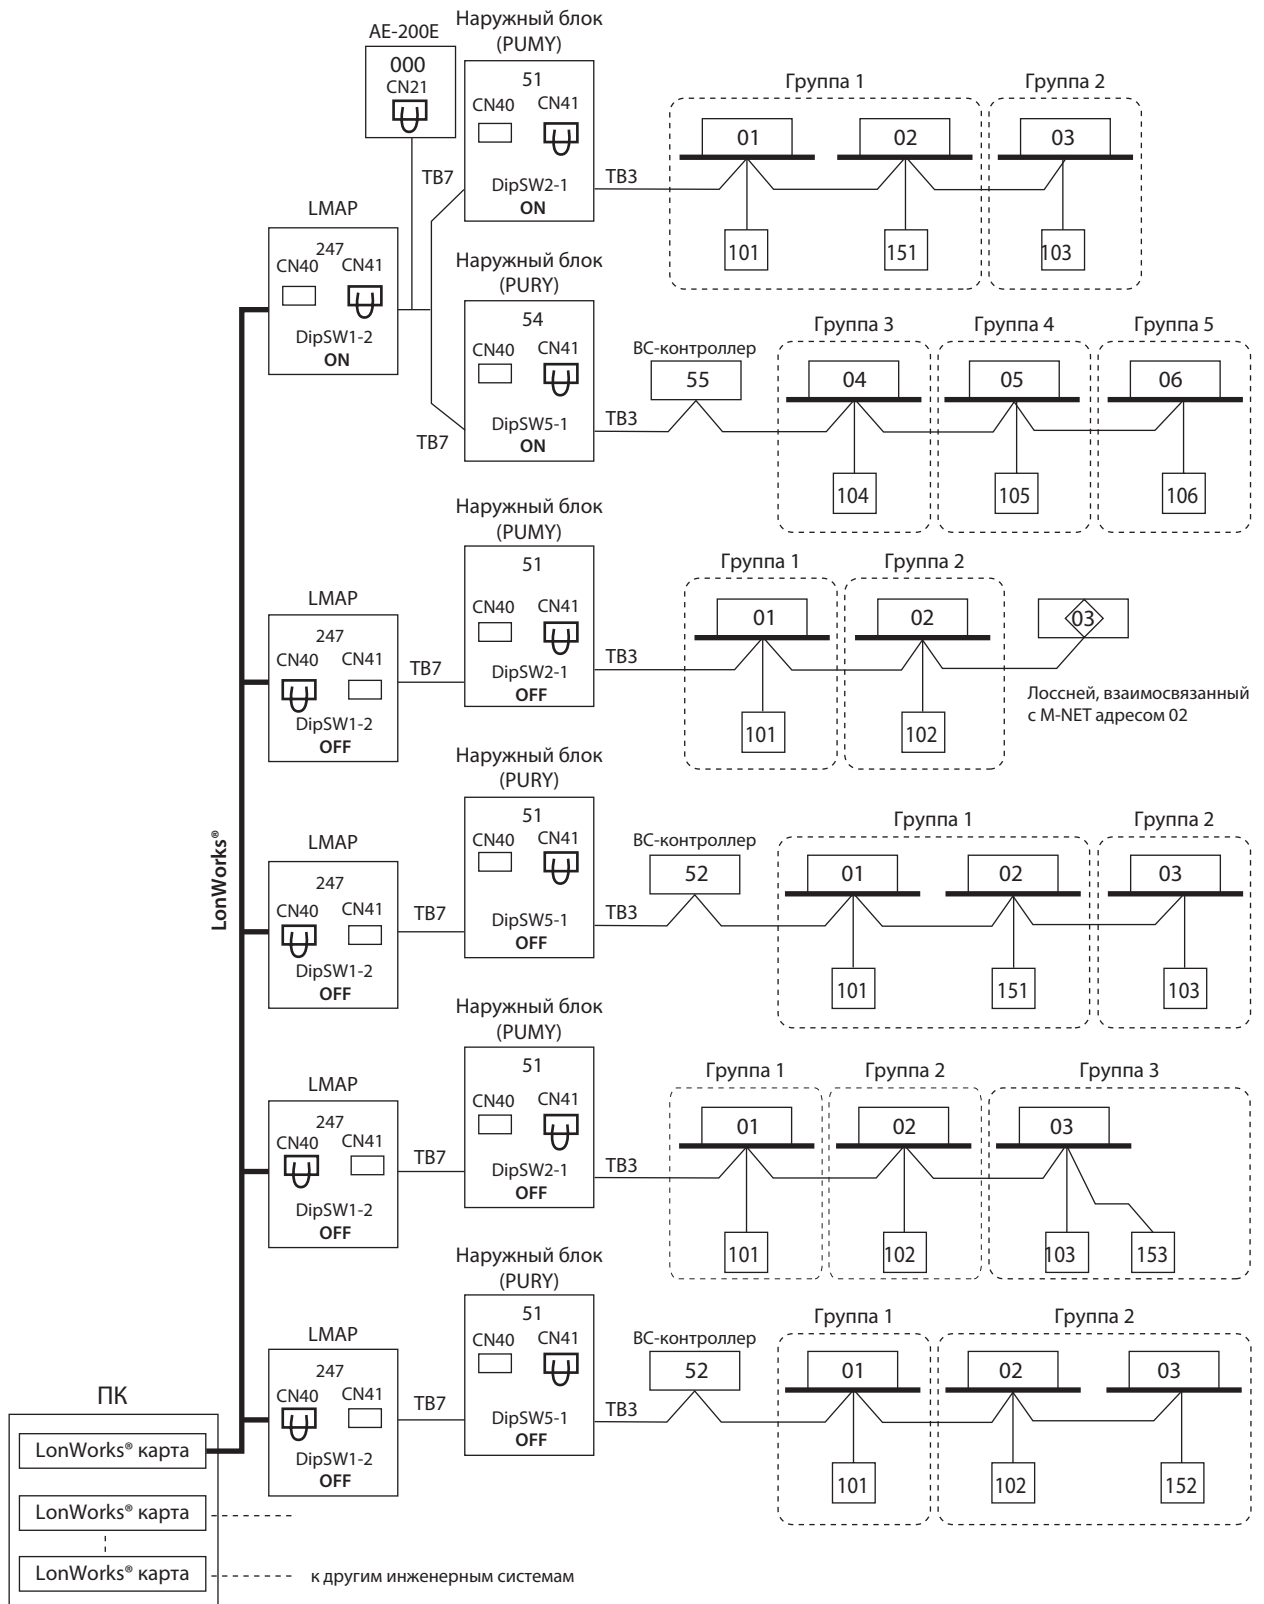 Наружный блок
(PUMY)
AE-200E
000
CN21
51
CN40
CN41
DipSW2-1
ON
TB7
TB3
Группа 1
Группа 2
01
02
03
101
151
103
LMAP
247
CN40
CN41
DipSW1-2
ON
Наружный блок
(PURY)
54
CN40
CN41
DipSW5-1
ON
TB7
TB3
BC-контроллер
55
Группа 3
Группа 4
Группа 5
04
05
06
104
105
106
Наружный блок
(PUMY)
51
CN40
CN41
DipSW2-1
OFF
LMAP
247
CN40
CN41
DipSW1-2
OFF
TB7
TB3
Группа 1
Группа 2
01
02
03
101
102
Лоссней, взаимосвязанный
с M-NET адресом 02
LonWorks®
Наружный блок
(PURY)
51
CN40
CN41
DipSW5-1
OFF
LMAP
247
CN40
CN41
DipSW1-2
OFF
TB7
TB3
BC-контроллер
52
Группа 1
Группа 2
01
02
03
101
151
103
Наружный блок
(PUMY)
51
CN40
CN41
DipSW2-1
OFF
LMAP
247
CN40
CN41
DipSW1-2
OFF
TB7
TB3
Группа 1
Группа 2
Группа 3
01
02
03
101
102
103
153
Наружный блок
(PURY)
51
CN40
CN41
DipSW5-1
OFF
LMAP
247
CN40
CN41
DipSW1-2
OFF
TB7
TB3
BC-контроллер
52
Группа 1
Группа 2
01
02
03
101
102
152
ПК
LonWorks® карта
LonWorks® карта
LonWorks® карта
к другим инженерным системам